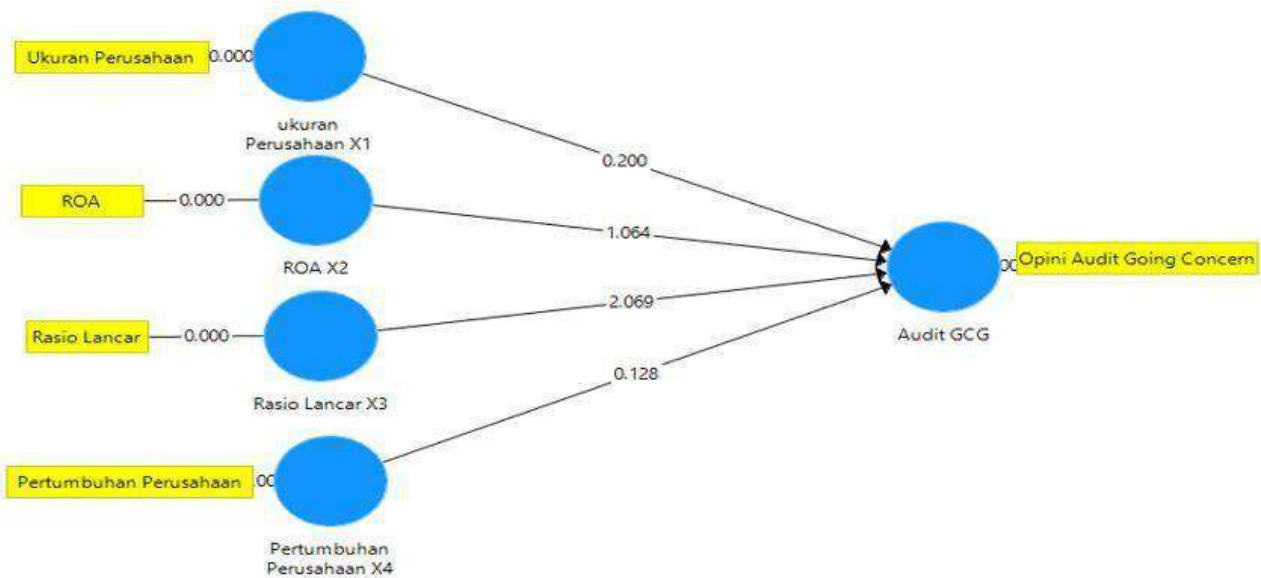 Ukuran Perusahaan
0.000
ukuran
Perusahaan X1
0.200
ROA
0.000
ROA X2
1.064
Opini Audit Going Concern
Audit GCG
Rasio Lancar
0.000
Rasio Lancar X3
2.069
0.128
Pertumbuhan Perusahaan
Pertumbuhan
Perusahaan X4